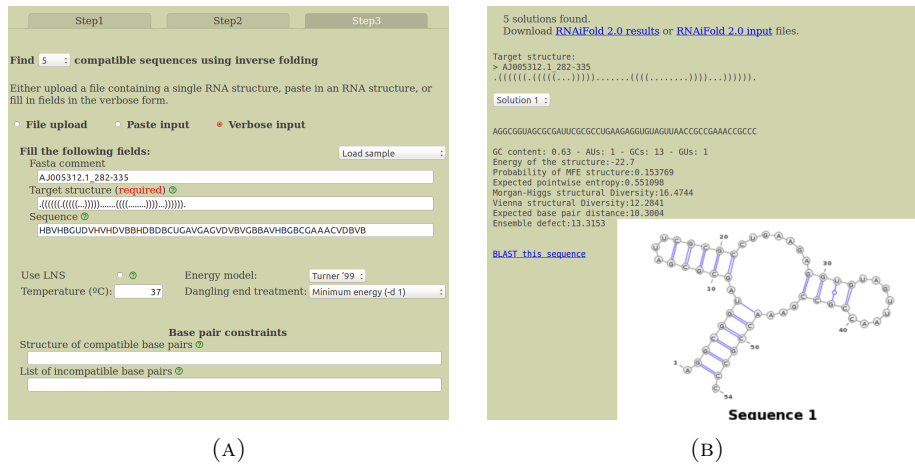 Step1 Step2 Step3
Find 5 compatible sequences using inverse folding
Either upload a file containing a single RNA structure, paste in an RNA structure, or
fill in fields in the verbose form.
File upload Paste input Verbose input
Fill the following fields: Load sample
Fasta comment
AJ005312.1_282-335
Target structure (required)
.((((((.(((((...))))).......((((........))))...)))))).
Sequence
HBVHBGUDVHVHDVBBHDBDBCUGAVGAGVDVBVGBBAVHBGBCGAAACVDBVB
Use LNS Energy model: Turner '99
Temperature (ºC): 37 Dangling end treatment: Minimum energy (-d 1)
Base pair constraints
Structure of compatible base pairs
List of incompatible base pairs
(A)
5 solutions found.
Download RNAiFold 2.0 results or RNAiFold 2.0 input files.
Target structure:
> AJ005312.1_282-335
.((((((.(((((...))))).......((((........))))...)))))).
Solution 1
AGGCGGUAGCGCGAUUCGCGCCUGAAGAGGUGUAGUUAACCGCCGAAACCGCCC
GC content: 0.63 - AUs: 1 - GCs: 13 - GUs: 1
Energy of the structure:-22.7
Probability of MFE structure:0.153769
Expected pointwise entropy:0.551098
Morgan-Higgs structural Diversity:16.4744
Vienna structural Diversity:12.2841
Expected base pair distance:10.3004
Ensemble defect:13.3153
BLAST this sequence
1 10 20 30 40 50 54
Sequence 1
(B)